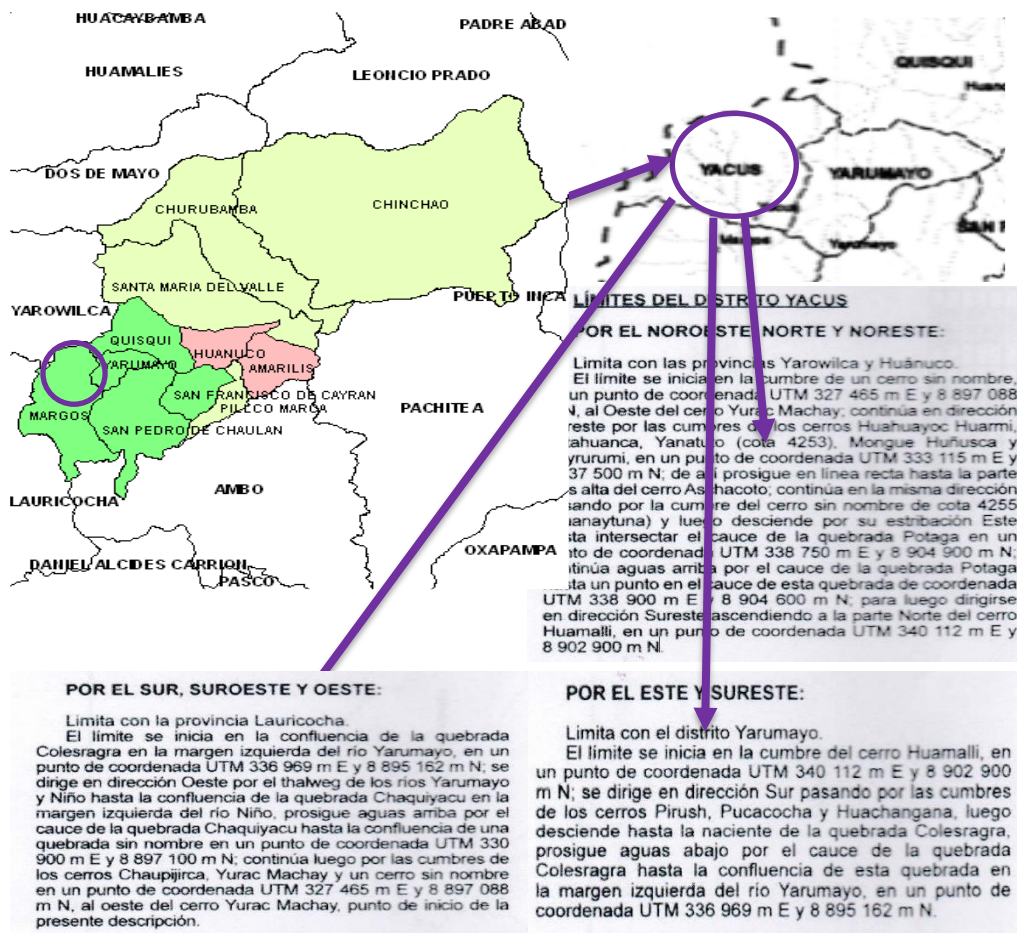 HUACAYBAMBA
PADRE ABAD
HUAMALIES
LEONCIO PRADO
DOS DE MAYO
CHURUBAMBA
CHINCHAO
SANTA MARIA DEL VALLE
PUERTO INCA
YAROWILCA
QUISQUI
HUANUCO
YARUMAYO
AMARILIS
SAN FRANCISCO DE CAYRAN
MARGOS
PILLCO MARCA
PACHITEA
SAN PEDRO DE CHAULAN
AMBO
LAURICOCHA
OXAPAMPA
DANIEL ALCIDES CARRION
PASCO
QUISQUI
YACUS
YARUMAYO
Yacus
SAN
Margos
Yarumayo
LÍMITES DEL DISTRITO YACUS
POR EL NOROESTE, NORTE Y NORESTE:
Limita con las provincias Yarowilca y Huánuco.
El límite se inicia en la cumbre de un cerro sin nombre,
un punto de coordenada UTM 327 465 m E y 8 897 088
N, al Oeste del cerro Yurac Machay; continúa en dirección
reste por las cumbres de los cerros Huahuayoc Huarmi,
ahuanca, Yanatuto (cota 4253), Mongue Huñusca y
yrurumi, en un punto de coordenada UTM 333 115 m E y
37 500 m N; de allí prosigue en línea recta hasta la parte
s alta del cerro Aschacoto; continúa en la misma dirección
ando por la cumbre del cerro sin nombre de cota 4255
anaytuna) y luego desciende por su estribación Este
sta intersectar el cauce de la quebrada Potaga en un
to de coordenada UTM 338 750 m E y 8 904 900 m N;
tinúa aguas arriba por el cauce de la quebrada Potaga
sta un punto en el cauce de esta quebrada de coordenada
UTM 338 900 m E y 8 904 600 m N; para luego dirigirse
en dirección Sureste ascendiendo a la parte Norte del cerro
Huamalli, en un punto de coordenada UTM 340 112 m E y
8 902 900 m N.
POR EL SUR, SUROESTE Y OESTE:
Limita con la provincia Lauricocha.
El límite se inicia en la confluencia de la quebrada
Colesragra en la margen izquierda del río Yarumayo, en un
punto de coordenada UTM 336 969 m E y 8 895 162 m N; se
dirige en dirección Oeste por el thalweg de los ríos Yarumayo
y Niño hasta la confluencia de la quebrada Chaquiyacu en la
margen izquierda del río Niño, prosigue aguas arriba por el
cauce de la quebrada Chaquiyacu hasta la confluencia de una
quebrada sin nombre en un punto de coordenada UTM 330
900 m E y 8 897 100 m N; continúa luego por las cumbres de
los cerros Chaupijirca, Yurac Machay y un cerro sin nombre
en un punto de coordenada UTM 327 465 m E y 8 897 088
m N, al oeste del cerro Yurac Machay, punto de inicio de la
presente descripción.
POR EL ESTE Y SURESTE:
Limita con el distrito Yarumayo.
El límite se inicia en la cumbre del cerro Huamalli, en
un punto de coordenada UTM 340 112 m E y 8 902 900
m N; se dirige en dirección Sur pasando por las cumbres
de los cerros Pirush, Pucacocha y Huachangana, luego
desciende hasta la naciente de la quebrada Colesragra,
prosigue aguas abajo por el cauce de la quebrada
Colesragra hasta la confluencia de esta quebrada en
la margen izquierda del río Yarumayo, en un punto de
coordenada UTM 336 969 m E y 8 895 162 m N.